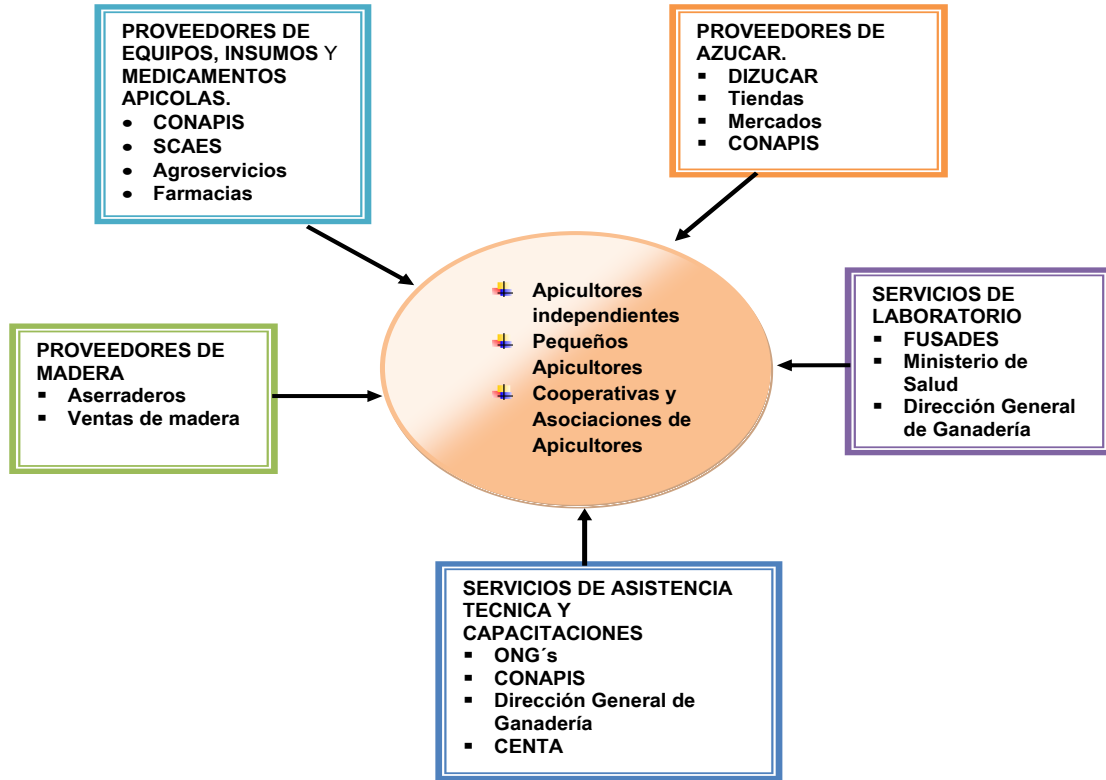 PROVEEDORES DE
EQUIPOS, INSUMOS Y
MEDICAMENTOS
APICOLAS.
• CONAPIS
• SCAES
• Agroservicios
• Farmacias
PROVEEDORES DE
AZUCAR.
▪ DIZUCAR
▪ Tiendas
▪ Mercados
▪ CONAPIS
PROVEEDORES DE
MADERA
▪ Aserraderos
▪ Ventas de madera
Apicultores
independientes
Pequeños
Apicultores
Cooperativas y
Asociaciones de
Apicultores
SERVICIOS DE
LABORATORIO
▪ FUSADES
▪ Ministerio de
Salud
▪ Dirección General
de Ganadería
SERVICIOS DE ASISTENCIA
TECNICA Y
CAPACITACIONES
▪ ONG´s
▪ CONAPIS
▪ Dirección General de
Ganadería
▪ CENTA